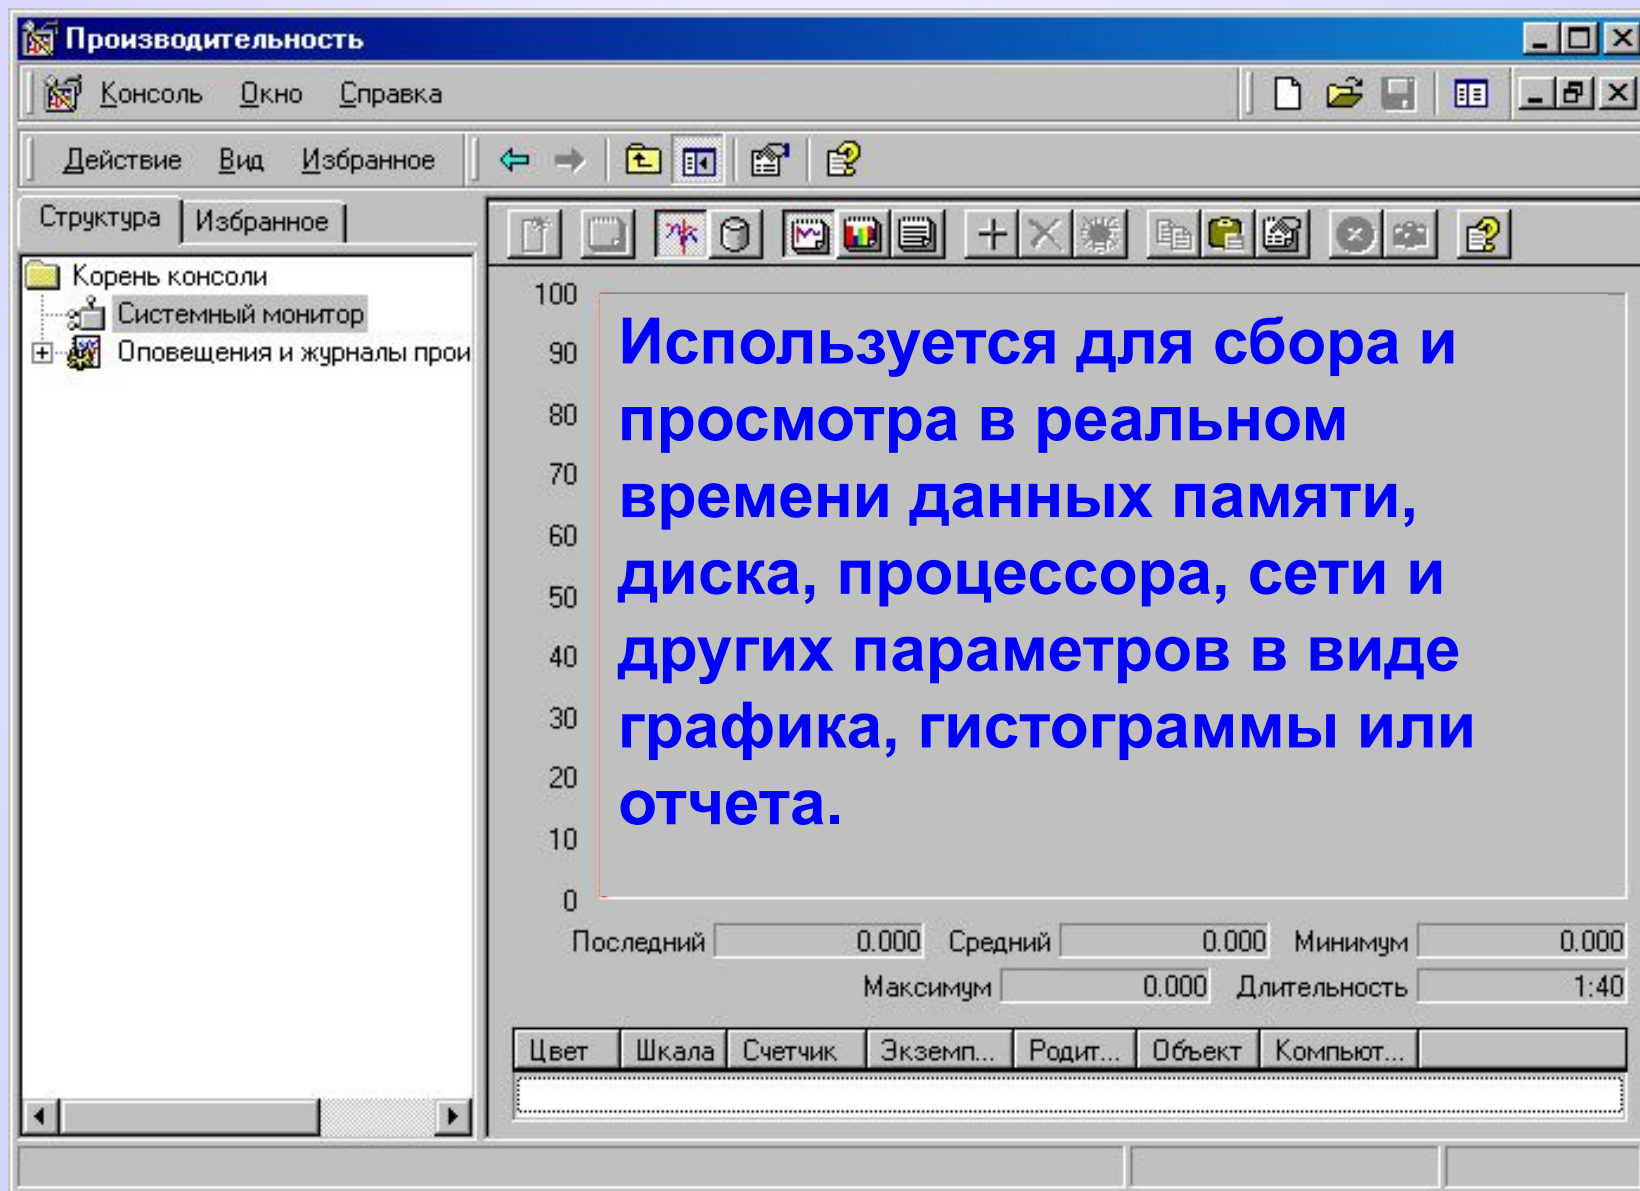 Производительность
Консоль Окно Справка
Действие Вид Избранное
Структура Избранное
Корень консоли
Системный монитор
Оповещения и журналы прои
100
90
80
70
60
50
40
30
20
10
0
Используется для сбора и
просмотра в реальном
времени данных памяти,
диска, процессора, сети и
других параметров в виде
графика, гистограммы или
отчета.
Последний 0.000 Средний 0.000 Минимум 0.000
Максимум 0.000 Длительность 1:40
Цвет Шкала Счетчик Экземп... Родит... Объект Компьют...